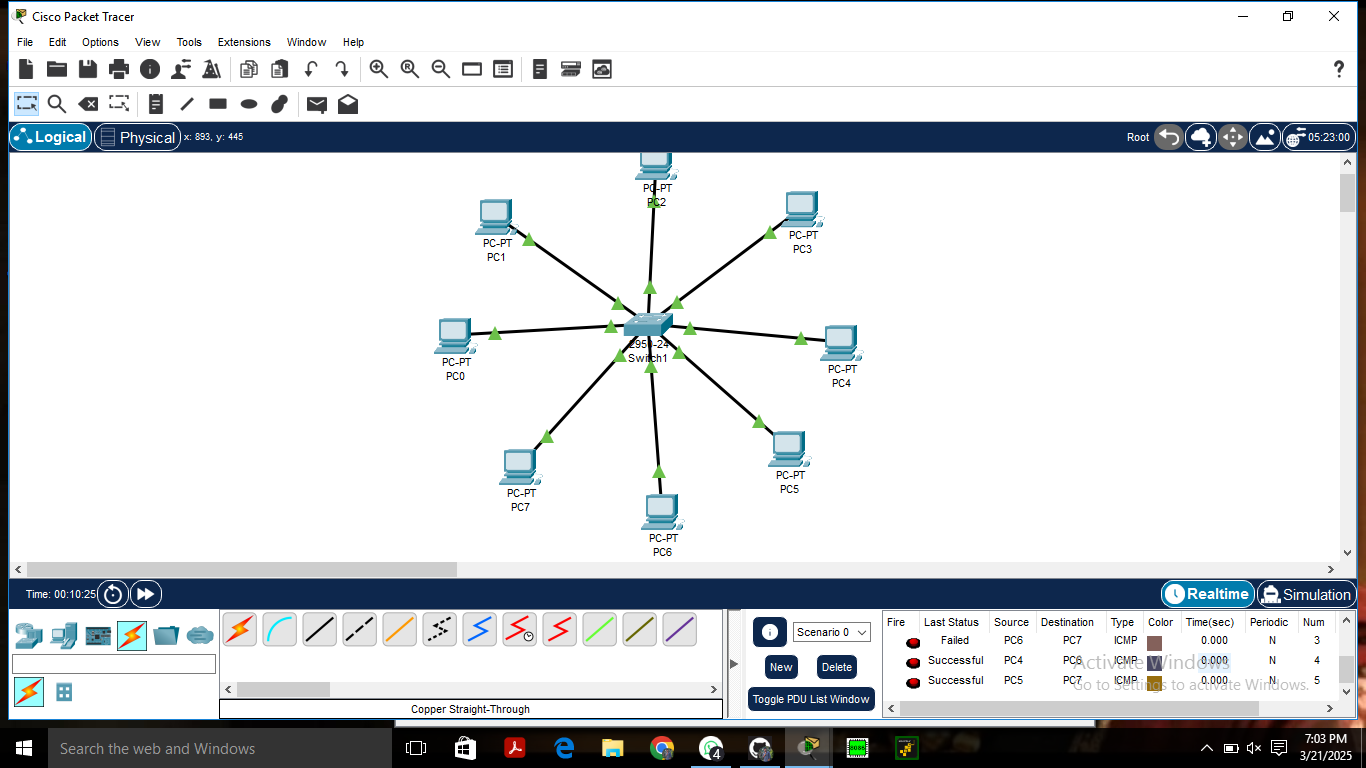 Cisco Packet Tracer
File Edit Options View Tools Extensions Window Help
?
Logical Physical x: 893, y: 445 Root 05:23:00
PC-PT
PC2
PC-PT
PC1
PC-PT
PC3
2950-24
Switch1
PC-PT
PC0
PC-PT
PC4
PC-PT
PC5
PC-PT
PC7
PC-PT
PC6
Time: 00:10:25 Realtime Simulation
Scenario 0
New Delete
Toggle PDU List Window
Copper Straight-Through
Fire Last Status Source Destination Type Color Time(sec) Periodic Num
Failed PC6 PC7 ICMP 0.000 N 3
Successful PC4 PC6 ICMP 0.000 N 4
Successful PC5 PC7 ICMP 0.000 N 5
Activate Windows
Go to Settings to activate Windows.
Search the web and Windows
4
8086
7:03 PM
3/21/2025